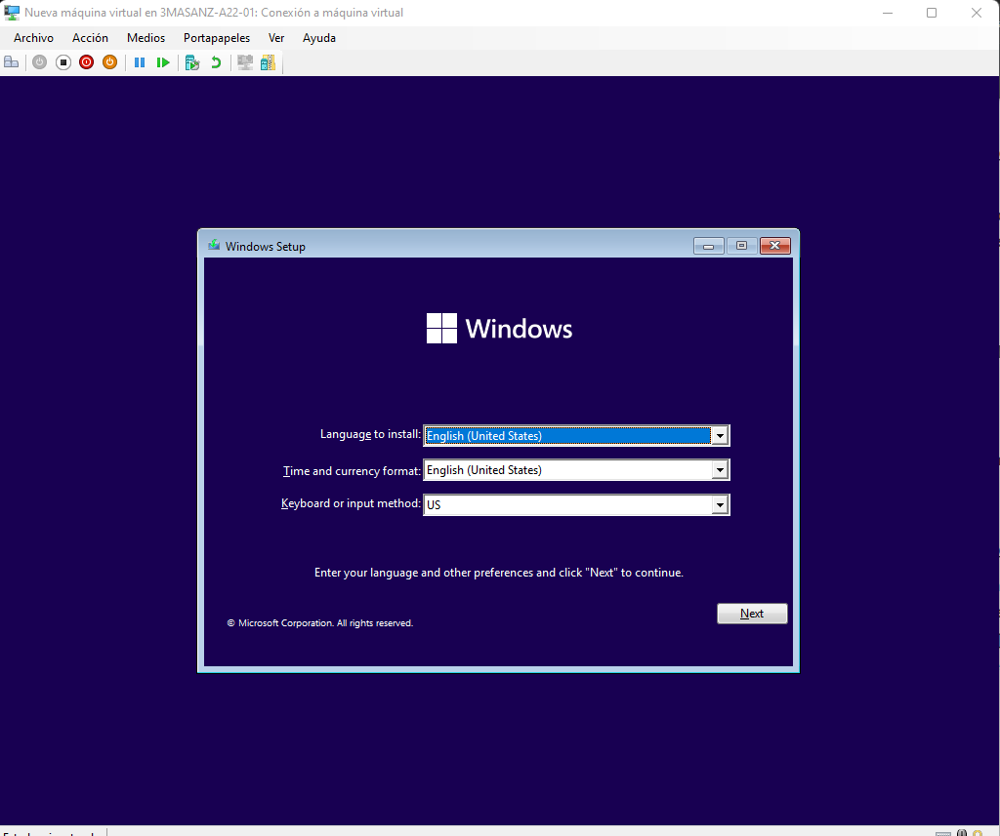 Nueva máquina virtual en 3MASANZ-A22-01: Conexión a máquina virtual
Archivo Acción Medios Portapapeles Ver Ayuda
Windows Setup
Windows
Language to install: English (United States)
Time and currency format: English (United States)
Keyboard or input method: US
Enter your language and other preferences and click "Next" to continue.
Next
© Microsoft Corporation. All rights reserved.